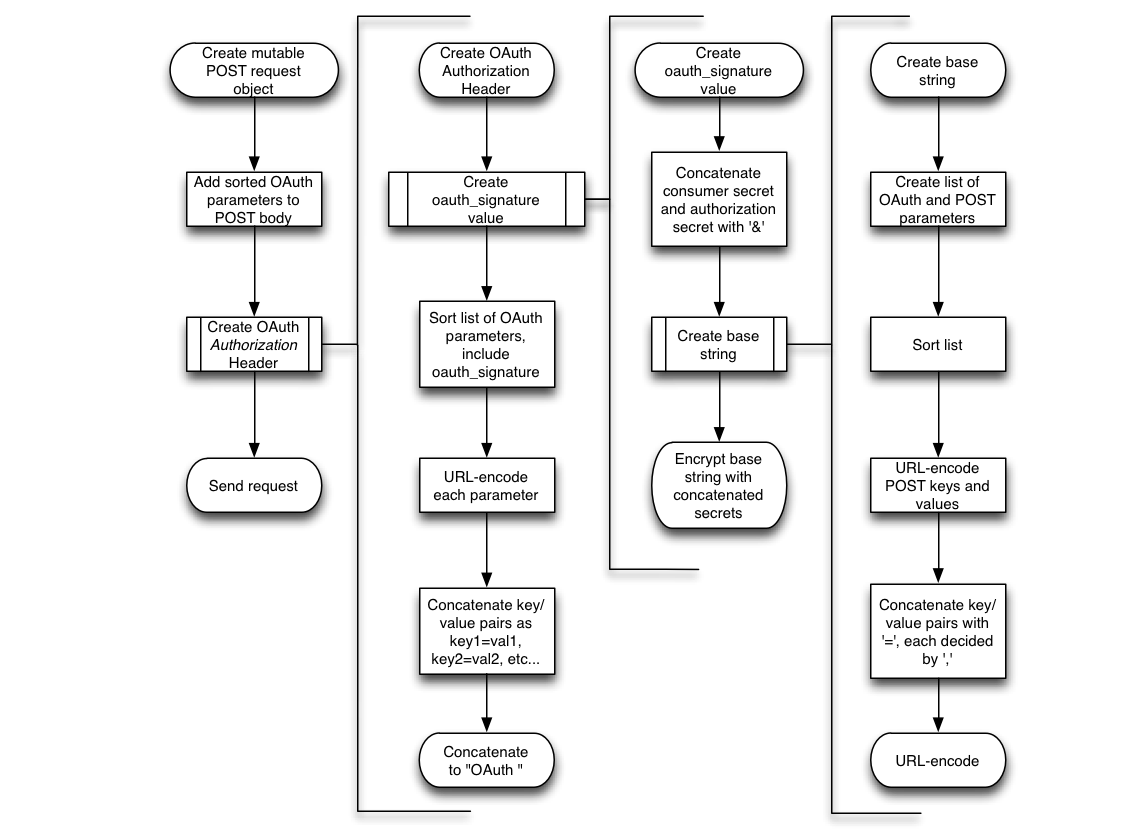 Create mutable
POST request
object
Add sorted OAuth
parameters to
POST body
Create OAuth
Authorization
Header
Send request
Create OAuth
Authorization
Header
Create
oauth_signature
value
Sort list of OAuth
parameters,
include
oauth_signature
URL-encode
each parameter
Concatenate key/
value pairs as
key1=val1,
key2=val2, etc...
Concatenate
to "OAuth "
Create
oauth_signature
value
Concatenate
consumer secret
and authorization
secret with '&'
Create base
string
Encrypt base
string with
concatenated
secrets
Create base
string
Create list of
OAuth and POST
parameters
Sort list
URL-encode
POST keys and
values
Concatenate key/
value pairs with
'=', each decided
by ','
URL-encode